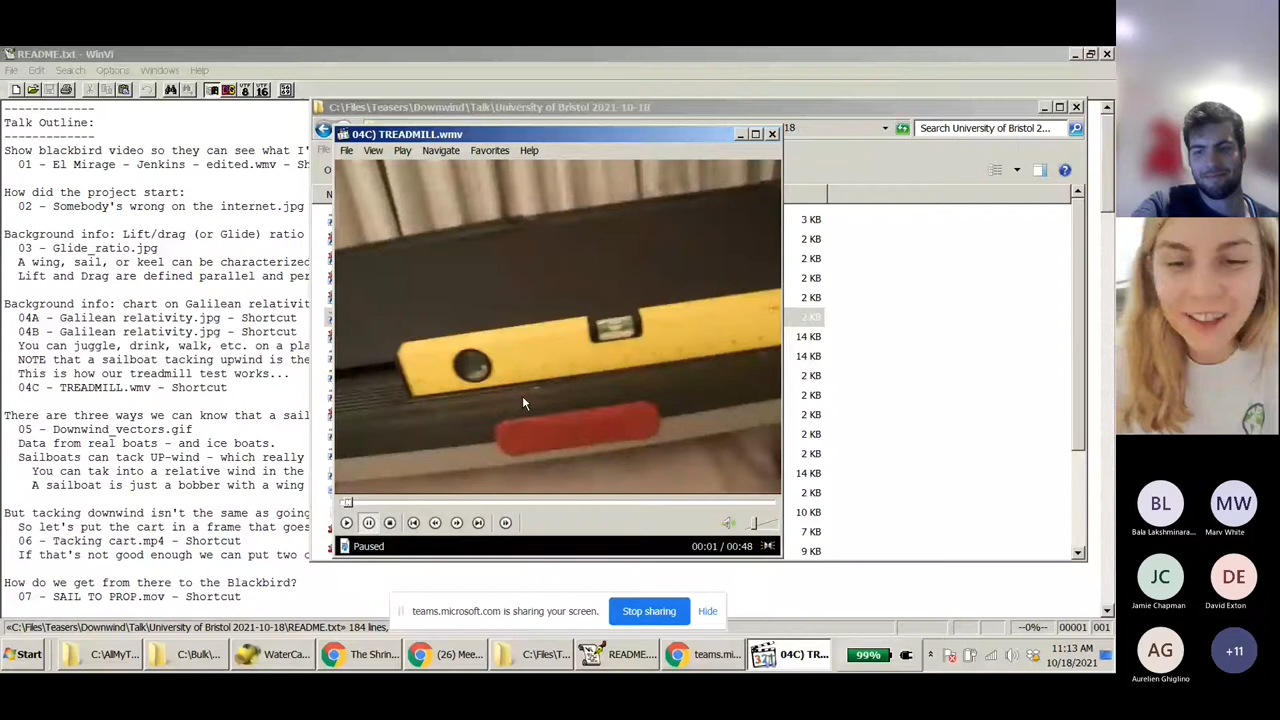 README.txt - WinVi
File Edit Search Options Windows Help
-------------
Talk Outline:
-------------
Show blackbird video so they can see what I'
01 - El Mirage - Jenkins - edited.wmv - Sh
How did the project start:
02 - Somebody's wrong on the internet.jpg
Background info: Lift/drag (or Glide) ratio
03 - Glide_ratio.jpg
A wing, sail, or keel can be characterized
Lift and Drag are defined parallel and per
Background info: chart on Galilean relativit
04A - Galilean relativity.jpg - Shortcut
04B - Galilean relativity.jpg - Shortcut
You can juggle, drink, walk, etc. on a pla
NOTE that a sailboat tacking upwind is the
This is how our treadmill test works...
04C - TREADMILL.wmv - Shortcut
There are three ways we can know that a sail
05 - Downwind_vectors.gif
Data from real boats - and ice boats.
Sailboats can tack UP-wind - which really
You can tak into a relative wind in the
A sailboat is just a bobber with a wing
But tacking downwind isn't the same as going
So let's put the cart in a frame that goes
06 - Tacking cart.mp4 - Shortcut
If that's not good enough we can put two c
How do we get from there to the Blackbird?
07 - SAIL TO PROP.mov - Shortcut
«C:\Files\Teasers\Downwind\Talk\University of Bristol 2021-10-18\README.txt» 184 lines,
--0%-- 00001 001
C:\Files\Teasers\Downwind\Talk\University of Bristol 2021-10-18
18
Search University of Bristol 2...
04C) TREADMILL.wmv
File View Play Navigate Favorites Help
3 KB
2 KB
2 KB
2 KB
2 KB
2 KB
14 KB
14 KB
2 KB
2 KB
2 KB
2 KB
2 KB
14 KB
2 KB
10 KB
7 KB
9 KB
Paused 00:01 / 00:48
teams.microsoft.com is sharing your screen. Stop sharing Hide
Start C:\AllMyT... C:\Bulk\... WaterCa... The Shrin... (26) Mee... C:\Files\T... README.... teams.mi... 04C) TR... 99% 11:13 AM
10/18/2021
BL MW
Bala Lakshminara... Marv White
JC DE
Jamie Chapman David Exton
AG +11
Aurelien Ghiglino